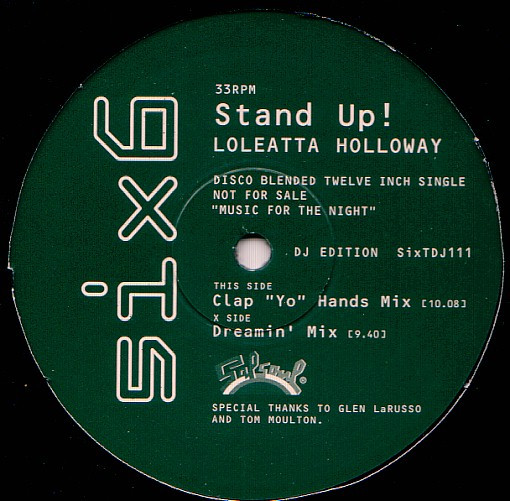 six6
33RPM
Stand Up!
LOLEATTA HOLLOWAY
DISCO BLENDED TWELVE INCH SINGLE
NOT FOR SALE
"MUSIC FOR THE NIGHT"
DJ EDITION SixTDJ111
THIS SIDE
Clap "Yo" Hands Mix [10.08]
X SIDE
Dreamin' Mix [9.40]
Salsoul®
SPECIAL THANKS TO GLEN LaRUSSO
AND TOM MOULTON.